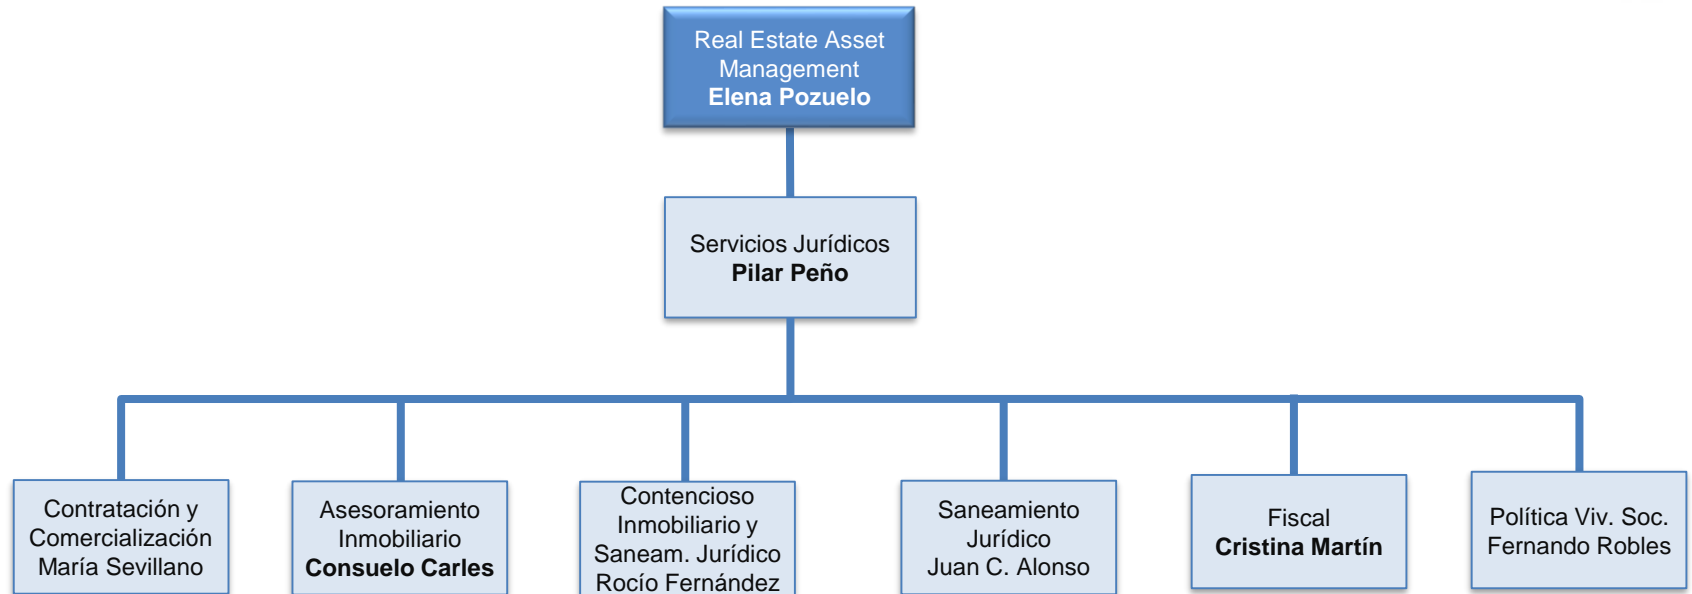 Real Estate Asset
Management
Elena Pozuelo
Servicios Jurídicos
Pilar Peño
Contratación y
Comercialización
María Sevillano
Asesoramiento
Inmobiliario
Consuelo Carles
Contencioso
Inmobiliario y
Saneam. Jurídico
Rocío Fernández
Saneamiento
Jurídico
Juan C. Alonso
Fiscal
Cristina Martín
Política Viv. Soc.
Fernando Robles